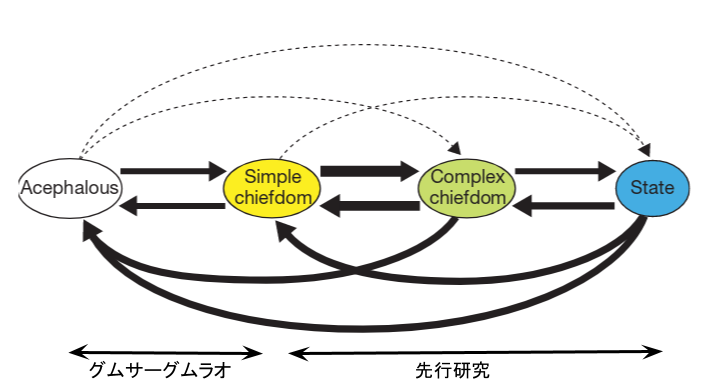 Acephalous
Simple
chiefdom
Complex
chiefdom
State
グムサーグムラオ
先行研究